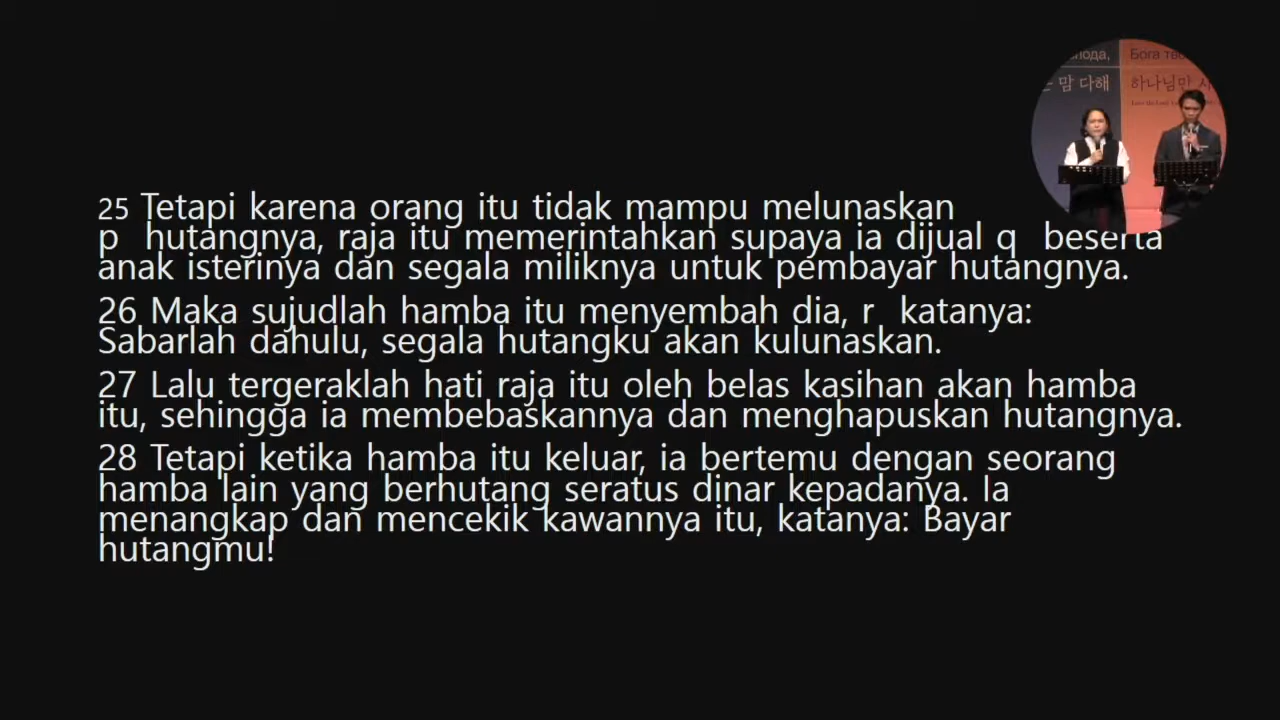 25 Tetapi karena orang itu tidak mampu melunaskan
p hutangnya, raja itu memerintahkan supaya ia dijual q beserta
anak isterinya dan segala miliknya untuk pembayar hutangnya.
26 Maka sujudlah hamba itu menyembah dia, r katanya:
Sabarlah dahulu, segala hutangku akan kulunaskan.
27 Lalu tergeraklah hati raja itu oleh belas kasihan akan hamba
itu, sehingga ia membebaskannya dan menghapuskan hutangnya.
28 Tetapi ketika hamba itu keluar, ia bertemu dengan seorang
hamba lain yang berhutang seratus dinar kepadanya. Ia
menangkap dan mencekik kawannya itu, katanya: Bayar
hutangmu!
Бога
맘 다해
하나님만